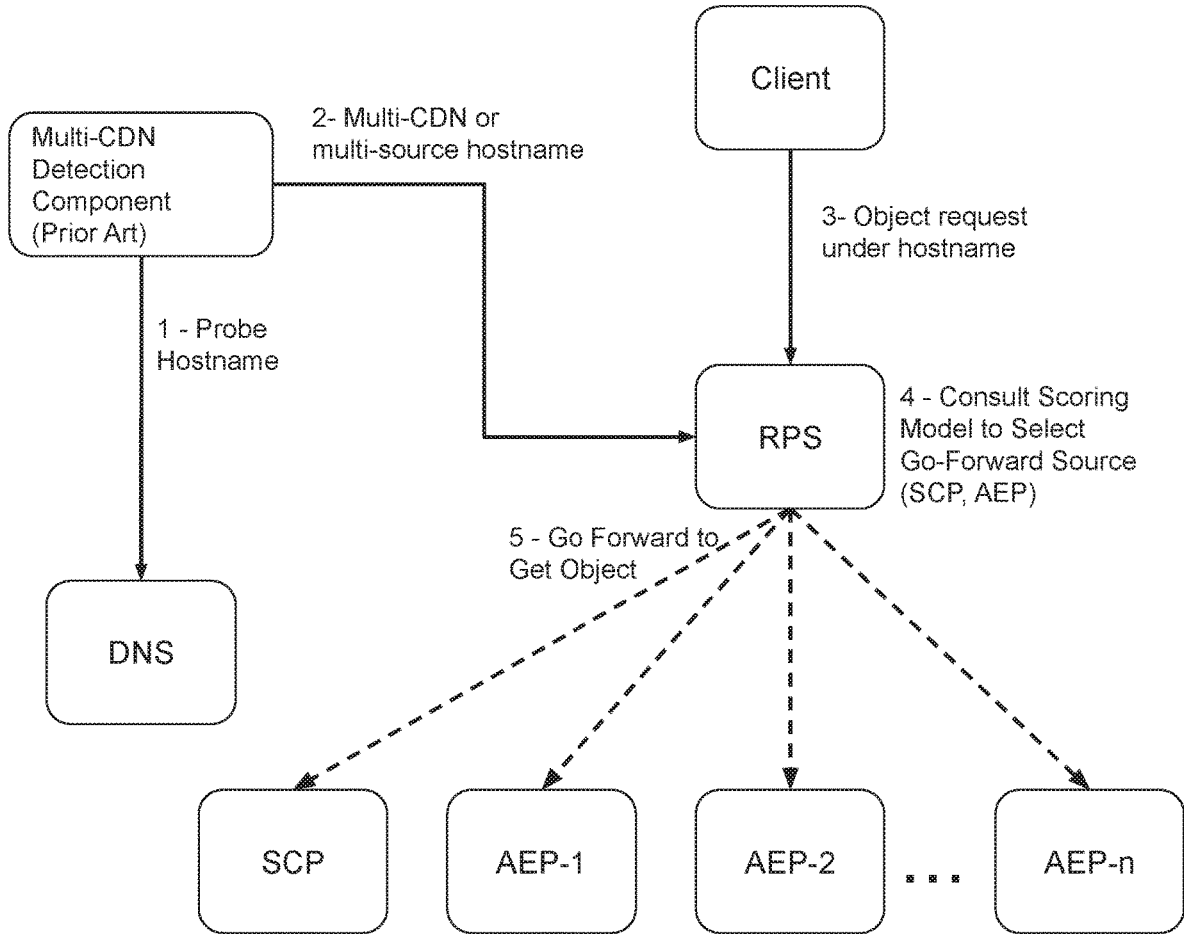 Client
Multi-CDN
Detection
Component
(Prior Art)
2- Multi-CDN or
multi-source hostname
3- Object request
under hostname
1 - Probe
Hostname
RPS
4 - Consult Scoring
Model to Select
Go-Forward Source
(SCP, AEP)
5 - Go Forward to
Get Object
DNS
SCP
AEP-1
AEP-2
...
AEP-n